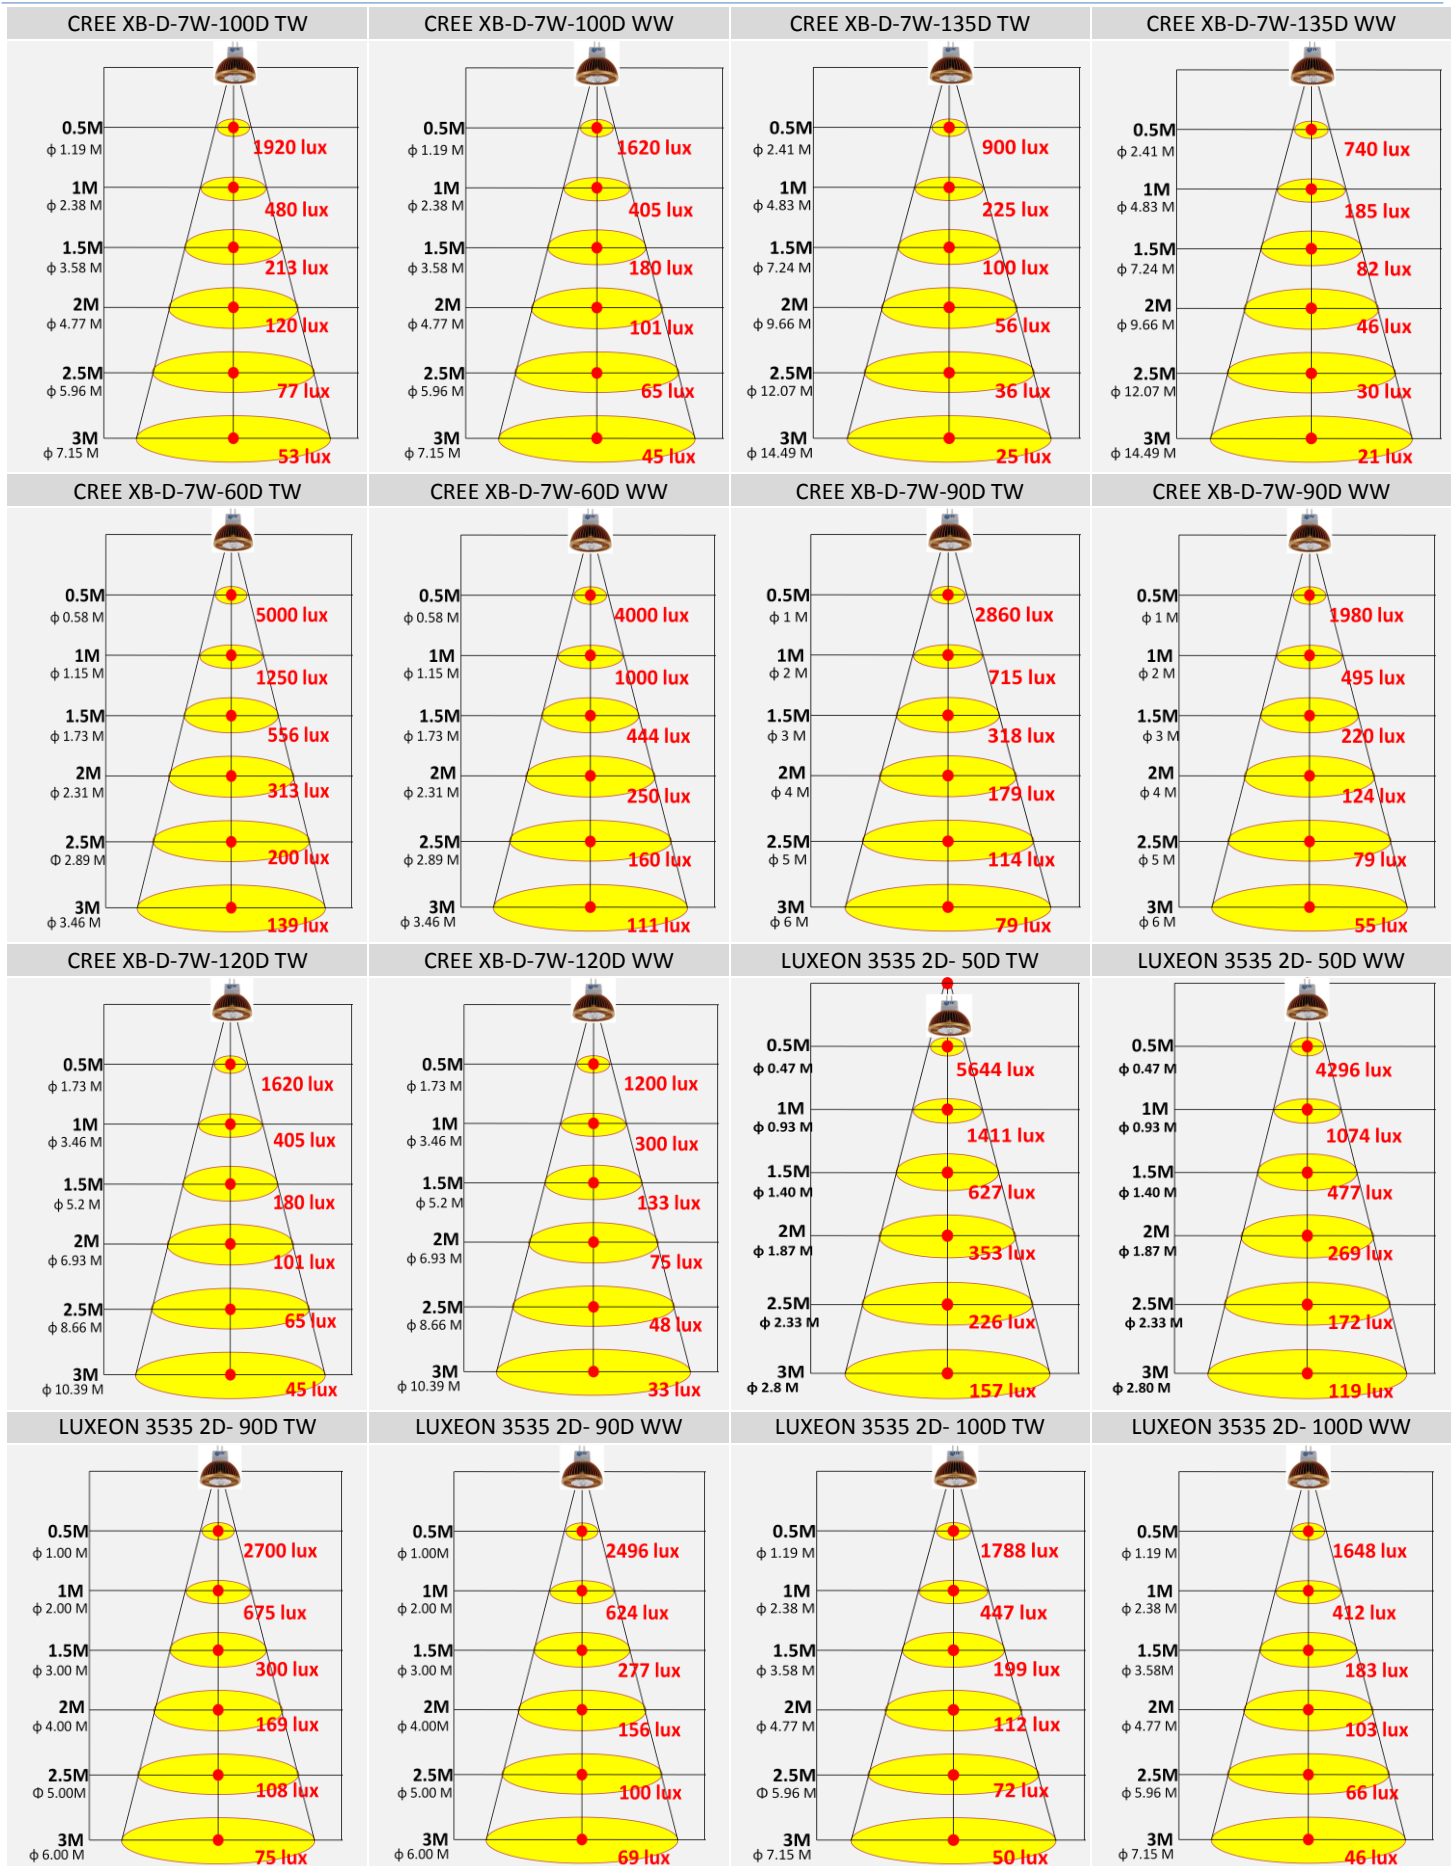 CREE XB-D-7W-100D TW
0.5M
ϕ 1.19 M
1920 lux
1M
ϕ 2.38 M
480 lux
1.5M
ϕ 3.58 M
213 lux
2M
ϕ 4.77 M
120 lux
2.5M
ϕ 5.96 M
77 lux
3M
ϕ 7.15 M
53 lux
CREE XB-D-7W-100D WW
0.5M
ϕ 1.19 M
1620 lux
1M
ϕ 2.38 M
405 lux
1.5M
ϕ 3.58 M
180 lux
2M
ϕ 4.77 M
101 lux
2.5M
ϕ 5.96 M
65 lux
3M
ϕ 7.15 M
45 lux
CREE XB-D-7W-135D TW
0.5M
ϕ 2.41 M
900 lux
1M
ϕ 4.83 M
225 lux
1.5M
ϕ 7.24 M
100 lux
2M
ϕ 9.66 M
56 lux
2.5M
ϕ 12.07 M
36 lux
3M
ϕ 14.49 M
25 lux
CREE XB-D-7W-135D WW
0.5M
ϕ 2.41 M
740 lux
1M
ϕ 4.83 M
185 lux
1.5M
ϕ 7.24 M
82 lux
2M
ϕ 9.66 M
46 lux
2.5M
ϕ 12.07 M
30 lux
3M
ϕ 14.49 M
21 lux
CREE XB-D-7W-60D TW
0.5M
ϕ 0.58 M
5000 lux
1M
ϕ 1.15 M
1250 lux
1.5M
ϕ 1.73 M
556 lux
2M
ϕ 2.31 M
313 lux
2.5M
Φ 2.89 M
200 lux
3M
ϕ 3.46 M
139 lux
CREE XB-D-7W-60D WW
0.5M
ϕ 0.58 M
4000 lux
1M
ϕ 1.15 M
1000 lux
1.5M
ϕ 1.73 M
444 lux
2M
ϕ 2.31 M
250 lux
2.5M
ϕ 2.89 M
160 lux
3M
ϕ 3.46 M
111 lux
CREE XB-D-7W-90D TW
0.5M
ϕ 1 M
2860 lux
1M
ϕ 2 M
715 lux
1.5M
ϕ 3 M
318 lux
2M
ϕ 4 M
179 lux
2.5M
ϕ 5 M
114 lux
3M
ϕ 6 M
79 lux
CREE XB-D-7W-90D WW
0.5M
ϕ 1 M
1980 lux
1M
ϕ 2 M
495 lux
1.5M
ϕ 3 M
220 lux
2M
ϕ 4 M
124 lux
2.5M
ϕ 5 M
79 lux
3M
ϕ 6 M
55 lux
CREE XB-D-7W-120D TW
0.5M
ϕ 1.73 M
1620 lux
1M
ϕ 3.46 M
405 lux
1.5M
ϕ 5.2 M
180 lux
2M
ϕ 6.93 M
101 lux
2.5M
ϕ 8.66 M
65 lux
3M
ϕ 10.39 M
45 lux
CREE XB-D-7W-120D WW
0.5M
ϕ 1.73 M
1200 lux
1M
ϕ 3.46 M
300 lux
1.5M
ϕ 5.2 M
133 lux
2M
ϕ 6.93 M
75 lux
2.5M
ϕ 8.66 M
48 lux
3M
ϕ 10.39 M
33 lux
LUXEON 3535 2D- 50D TW
0.5M
ϕ 0.47 M
5644 lux
1M
ϕ 0.93 M
1411 lux
1.5M
ϕ 1.40 M
627 lux
2M
ϕ 1.87 M
353 lux
2.5M
ϕ 2.33 M
226 lux
3M
ϕ 2.8 M
157 lux
LUXEON 3535 2D- 50D WW
0.5M
ϕ 0.47 M
4296 lux
1M
ϕ 0.93 M
1074 lux
1.5M
ϕ 1.40 M
477 lux
2M
ϕ 1.87 M
269 lux
2.5M
ϕ 2.33 M
172 lux
3M
ϕ 2.80 M
119 lux
LUXEON 3535 2D- 90D TW
0.5M
ϕ 1.00 M
2700 lux
1M
ϕ 2.00 M
675 lux
1.5M
ϕ 3.00 M
300 lux
2M
ϕ 4.00 M
169 lux
2.5M
Φ 5.00M
108 lux
3M
ϕ 6.00 M
75 lux
LUXEON 3535 2D- 90D WW
0.5M
ϕ 1.00M
2496 lux
1M
ϕ 2.00 M
624 lux
1.5M
ϕ 3.00 M
277 lux
2M
ϕ 4.00M
156 lux
2.5M
ϕ 5.00 M
100 lux
3M
ϕ 6.00 M
69 lux
LUXEON 3535 2D- 100D TW
0.5M
ϕ 1.19 M
1788 lux
1M
ϕ 2.38 M
447 lux
1.5M
ϕ 3.58 M
199 lux
2M
ϕ 4.77 M
112 lux
2.5M
Φ 5.96 M
72 lux
3M
ϕ 7.15 M
50 lux
LUXEON 3535 2D- 100D WW
0.5M
ϕ 1.19 M
1648 lux
1M
ϕ 2.38 M
412 lux
1.5M
ϕ 3.58M
183 lux
2M
ϕ 4.77 M
103 lux
2.5M
ϕ 5.96 M
66 lux
3M
ϕ 7.15 M
46 lux